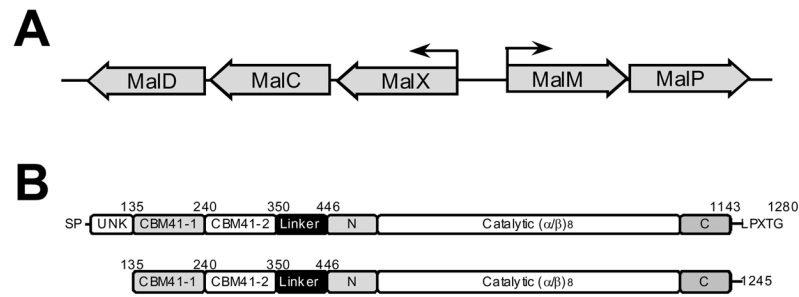 A
MalD MalC MalX MalM MalP
B
135 240 350 446 1143 1280
SP UNK CBM41-1 CBM41-2 Linker N Catalytic (α/β)8 C LPXTG
135 240 350 446
CBM41-1 CBM41-2 Linker N Catalytic (α/β)8 C 1245